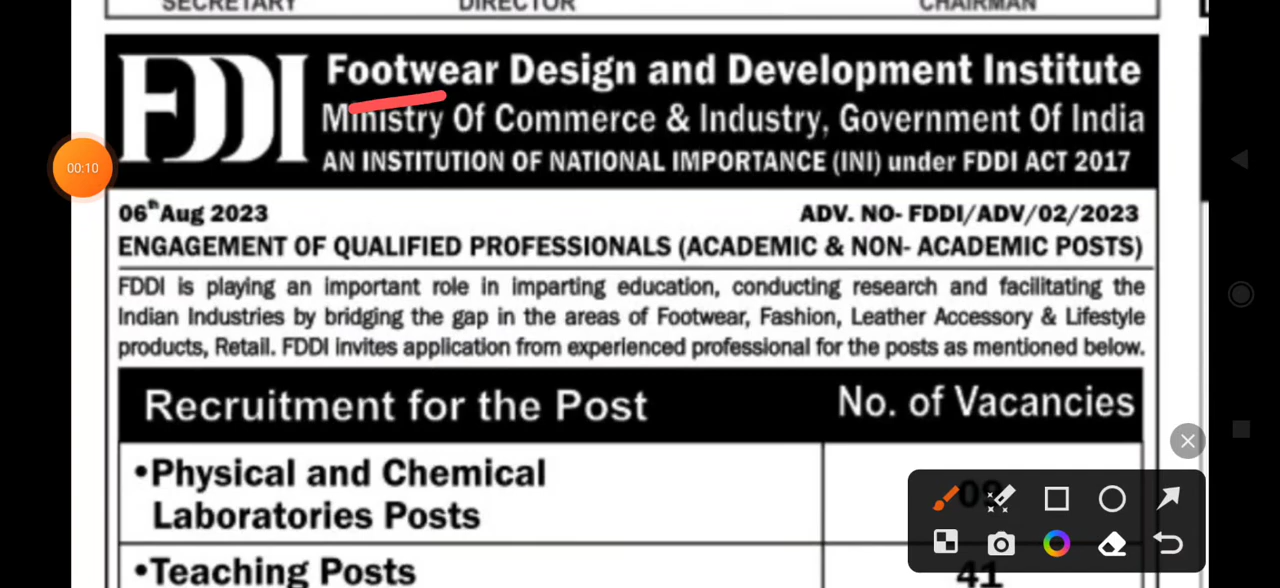 SECRETARY DIRECTOR CHAIRMAN
FDDI
Footwear Design and Development Institute
Ministry Of Commerce & Industry, Government Of India
AN INSTITUTION OF NATIONAL IMPORTANCE (INI) under FDDI ACT 2017
00:10
06th Aug 2023 ADV. NO- FDDI/ADV/02/2023
ENGAGEMENT OF QUALIFIED PROFESSIONALS (ACADEMIC & NON- ACADEMIC POSTS)
FDDI is playing an important role in imparting education, conducting research and facilitating the
Indian Industries by bridging the gap in the areas of Footwear, Fashion, Leather Accessory & Lifestyle
products, Retail. FDDI invites application from experienced professional for the posts as mentioned below.
Recruitment for the Post No. of Vacancies
•Physical and Chemical
Laboratories Posts
•Teaching Posts 41